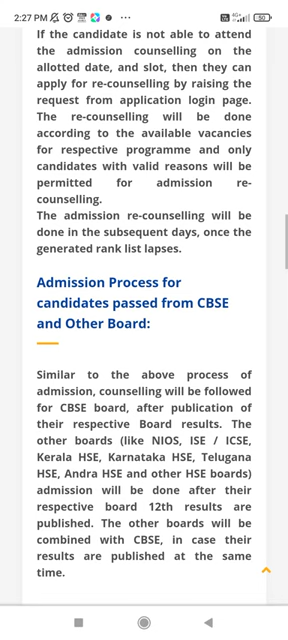 2:27 PM
4G
50
If the candidate is not able to attend
the admission counselling on the
allotted date, and slot, then they can
apply for re-counselling by raising the
request from application login page.
The re-counselling will be done
according to the available vacancies
for respective programme and only
candidates with valid reasons will be
permitted for admission re-
counselling.
The admission re-counselling will be
done in the subsequent days, once the
generated rank list lapses.
Admission Process for
candidates passed from CBSE
and Other Board:
Similar to the above process of
admission, counselling will be followed
for CBSE board, after publication of
their respective Board results. The
other boards (like NIOS, ISE / ICSE,
Kerala HSE, Karnataka HSE, Telugana
HSE, Andra HSE and other HSE boards)
admission will be done after their
respective board 12th results are
published. The other boards will be
combined with CBSE, in case their
results are published at the same
time.